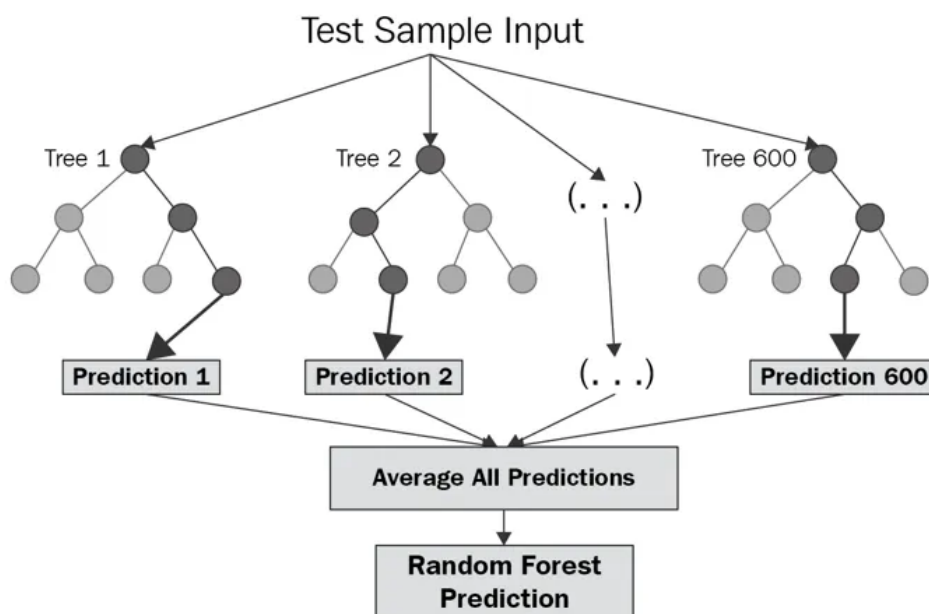 Test Sample Input
Tree 1
Tree 2
Tree 600
(. . .)
Prediction 1
Prediction 2
(. . .)
Prediction 600
Average All Predictions
Random Forest
Prediction